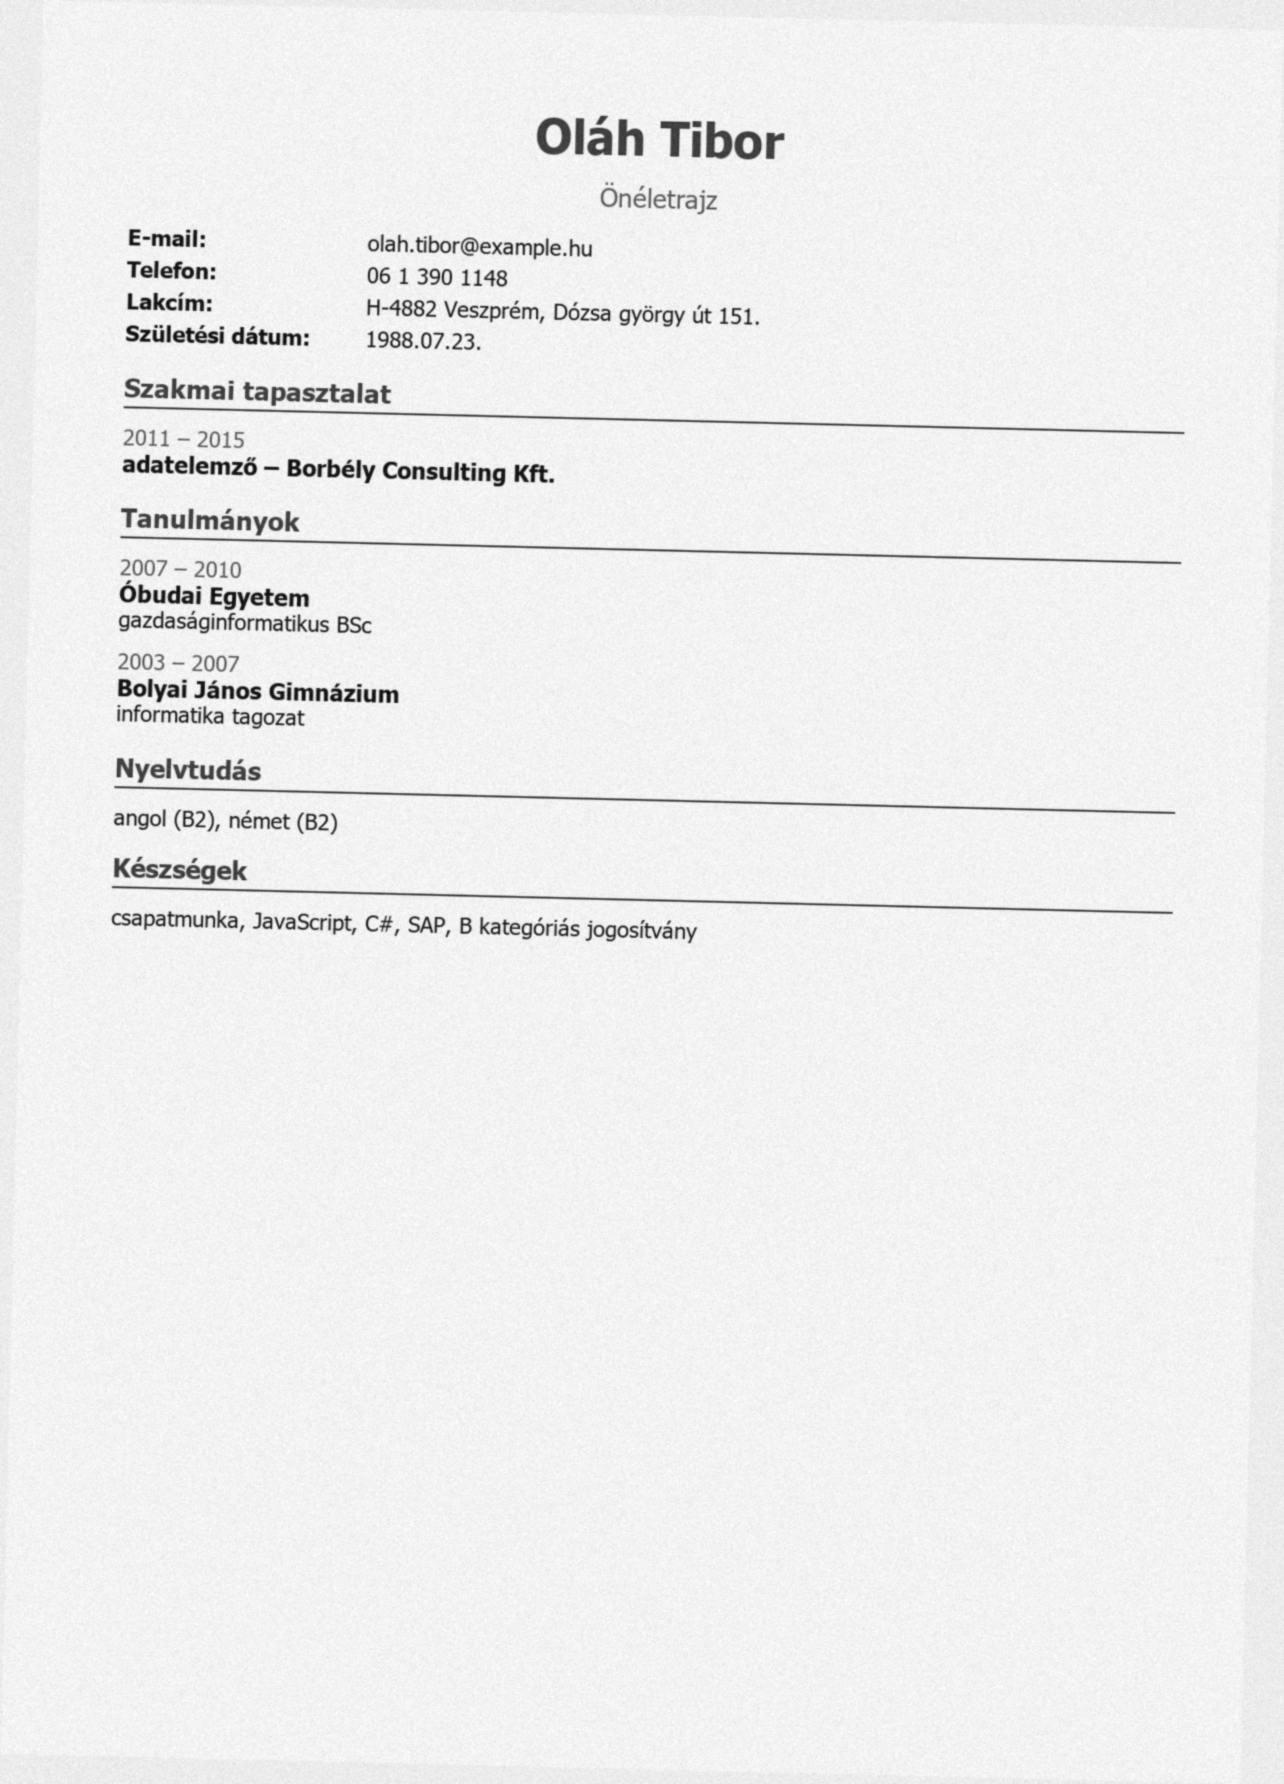 Oláh Tibor
Önéletrajz
E-mail: olah.tibor@example.hu
Telefon: 06 1 390 1148
Lakcím: H-4882 Veszprém, Dózsa györgy út 151.
Születési dátum: 1988.07.23.
Szakmai tapasztalat
2011 – 2015
adatelemző – Borbély Consulting Kft.
Tanulmányok
2007 – 2010
Óbudai Egyetem
gazdaságinformatikus BSc
2003 – 2007
Bolyai János Gimnázium
informatika tagozat
Nyelvtudás
angol (B2), német (B2)
Készségek
csapatmunka, JavaScript, C#, SAP, B kategóriás jogosítvány